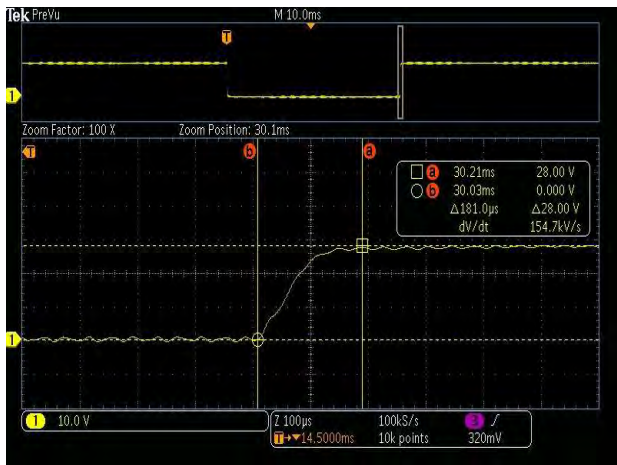 Tek PreVu M 10.0ms
T
1
Zoom Factor: 100 X Zoom Position: 30.1ms
T b a
a 30.21ms 28.00 V
b 30.03ms 0.000 V
Δ181.0µs Δ28.00 V
dV/dt 154.7kV/s
1
1 10.0 V Z 100µs 100kS/s 3
T→▼14.5000ms 10k points 320mV